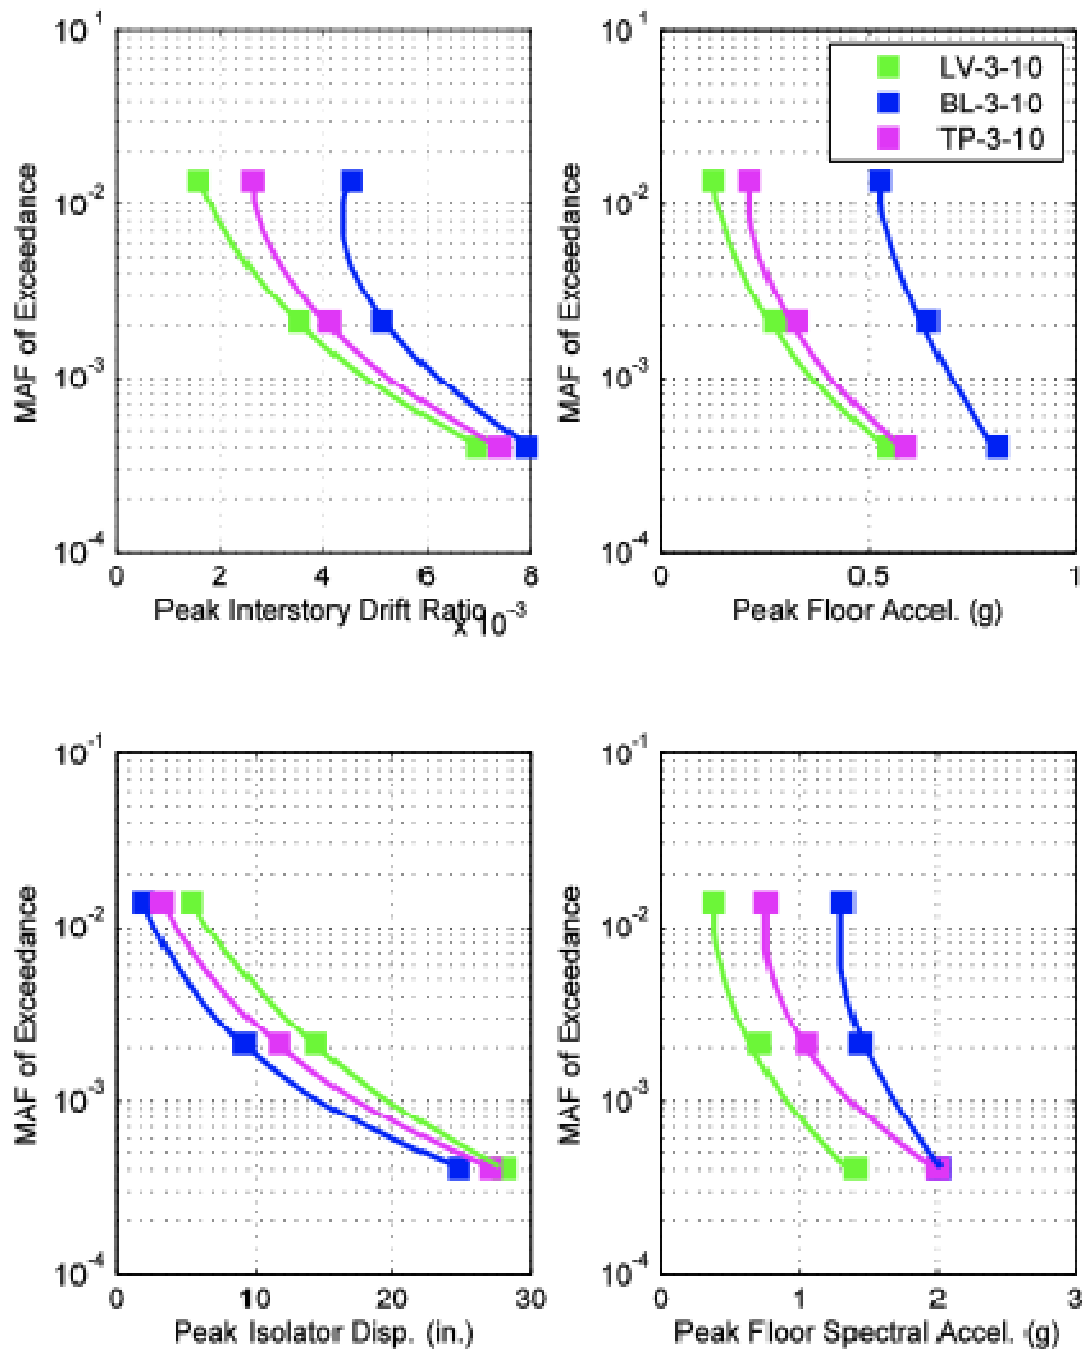 10-1
10-2
10-3
10-4
MAF of Exceedance
0 2 4 6 8
Peak Interstory Drift Ratio
x 10-3
10-1
10-2
10-3
10-4
MAF of Exceedance
LV-3-10
BL-3-10
TP-3-10
0 0.5 1
Peak Floor Accel. (g)
10-1
10-2
10-3
10-4
MAF of Exceedance
0 10 20 30
Peak Isolator Disp. (in.)
10-1
10-2
10-3
10-4
MAF of Exceedance
0 1 2 3
Peak Floor Spectral Accel. (g)